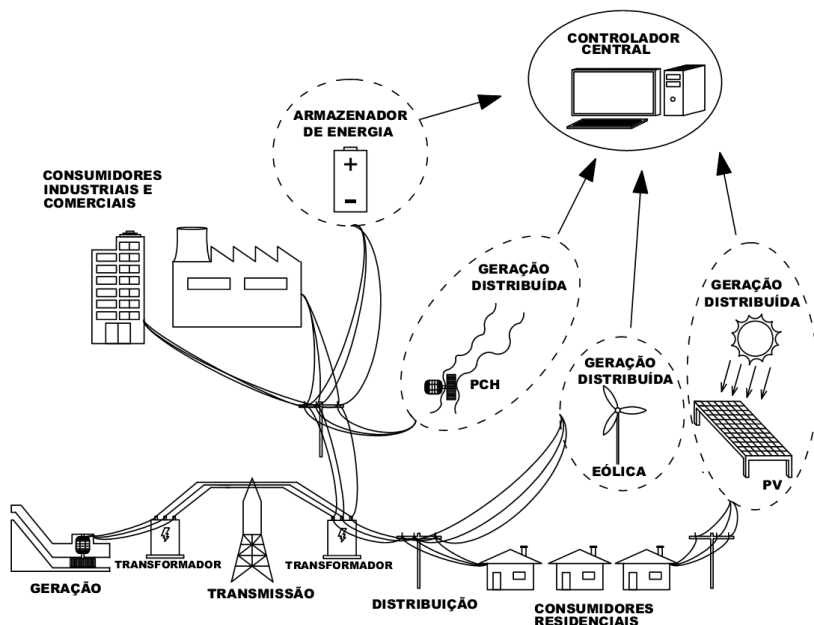 CONTROLADOR
CENTRAL
ARMAZENADOR
DE ENERGIA
+
-
CONSUMIDORES
INDUSTRIAIS E
COMERCIAIS
GERAÇÃO
DISTRIBUÍDA
PCH
GERAÇÃO
DISTRIBUÍDA
EÓLICA
GERAÇÃO
DISTRIBUÍDA
PV
GERAÇÃO
TRANSFORMADOR
TRANSMISSÃO
TRANSFORMADOR
DISTRIBUIÇÃO
CONSUMIDORES
RESIDENCIAIS